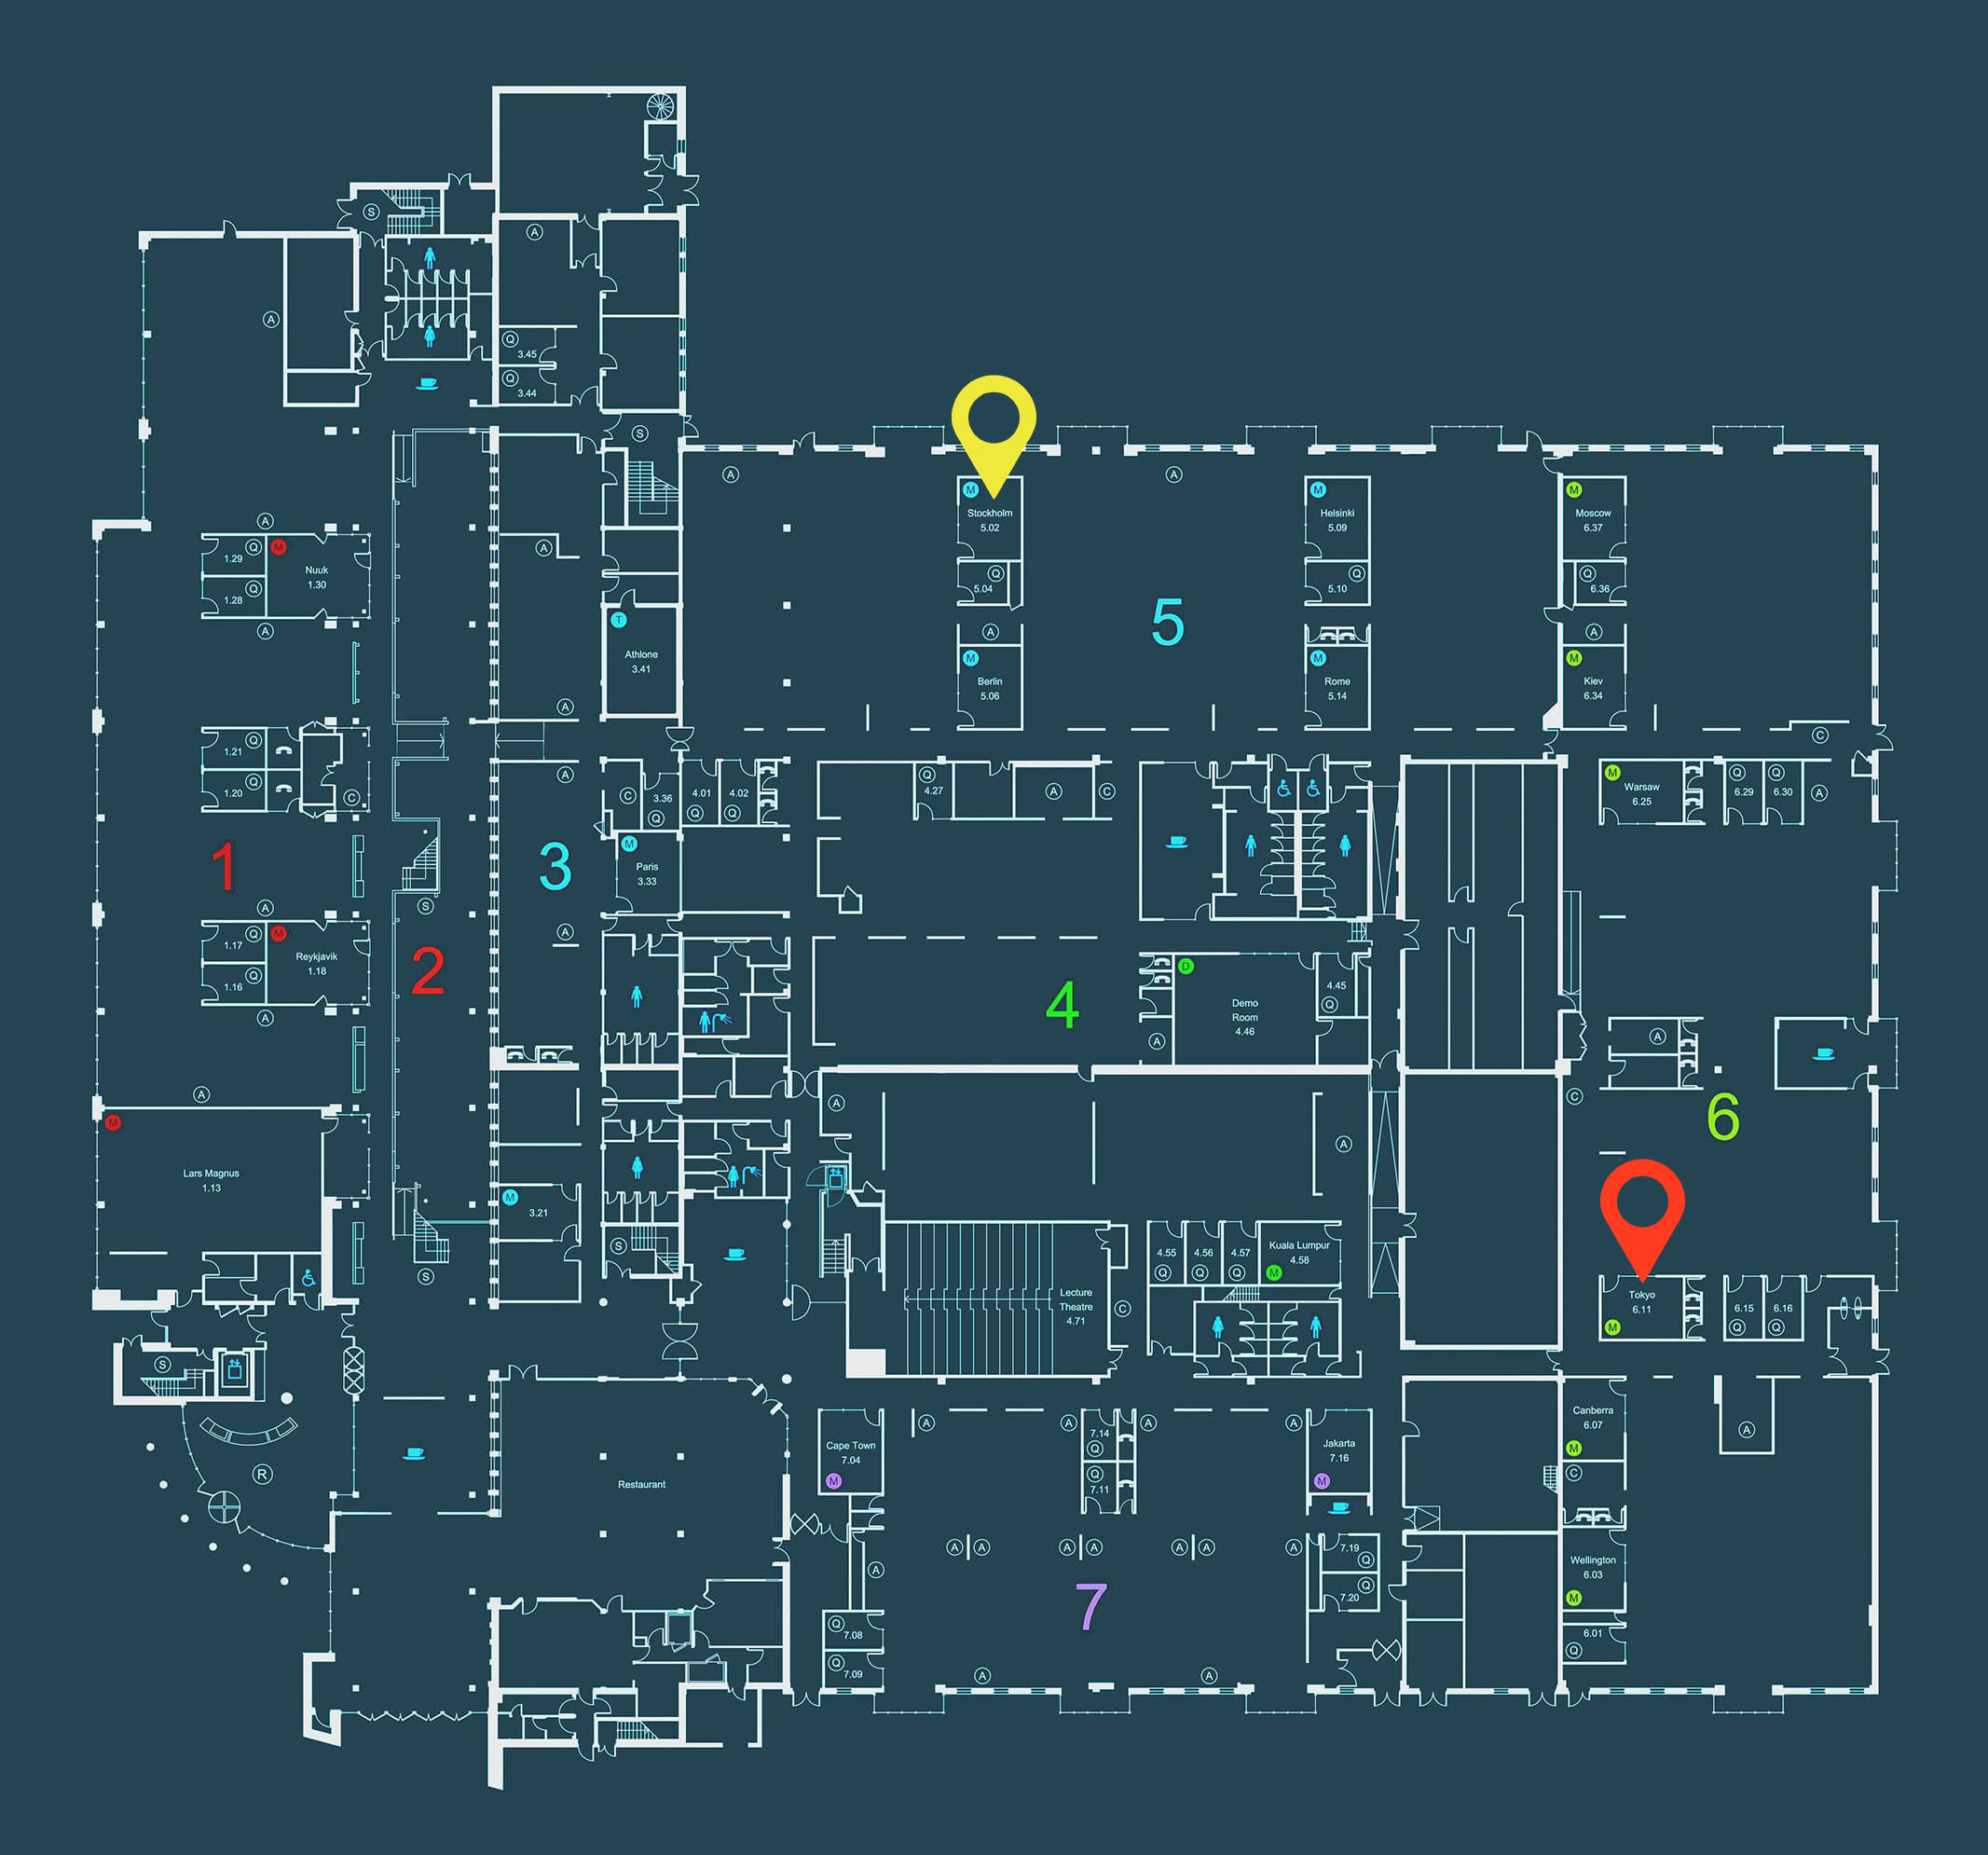 S
A
A
Q
3.45
Q
3.44
S
A
A
M
Stockholm
5.02
M
Helsinki
5.09
M
Moscow
6.37
A
Q
1.29
M
Nuuk
1.30
Q
1.28
A
A
Q
5.04
Q
5.10
Q
6.36
T
Athlone
3.41
5
A
A
M
Berlin
5.06
M
Rome
5.14
M
Kiev
6.34
A
C
Q
1.21
Q
1.20
C
A
C
3.36
Q
4.01
Q
4.02
Q
Q
4.27
A
C
M
Warsaw
6.25
Q
6.29
Q
6.30
A
1
3
M
Paris
3.33
A
S
Q
1.17
M
Reykjavik
1.18
Q
1.16
A
2
A
4
D
Demo
Room
4.46
4.45
Q
A
A
A
M
Lars Magnus
1.13
A
A
C
6
M
3.21
S
S
4.55
Q
4.56
Q
4.57
Q
Kuala Lumpur
4.58
M
Lecture
Theatre
4.71
C
Tokyo
6.11
M
6.15
Q
6.16
Q
S
R
Restaurant
Cape Town
7.04
M
A
A
7.14
Q
Q
7.11
A
A
Jakarta
7.16
M
Canberra
6.07
M
C
A
A
A
A
A
A
A
A
A
7.19
Q
Q
7.20
Wellington
6.03
M
7
Q
7.08
Q
7.09
A
A
6.01
Q